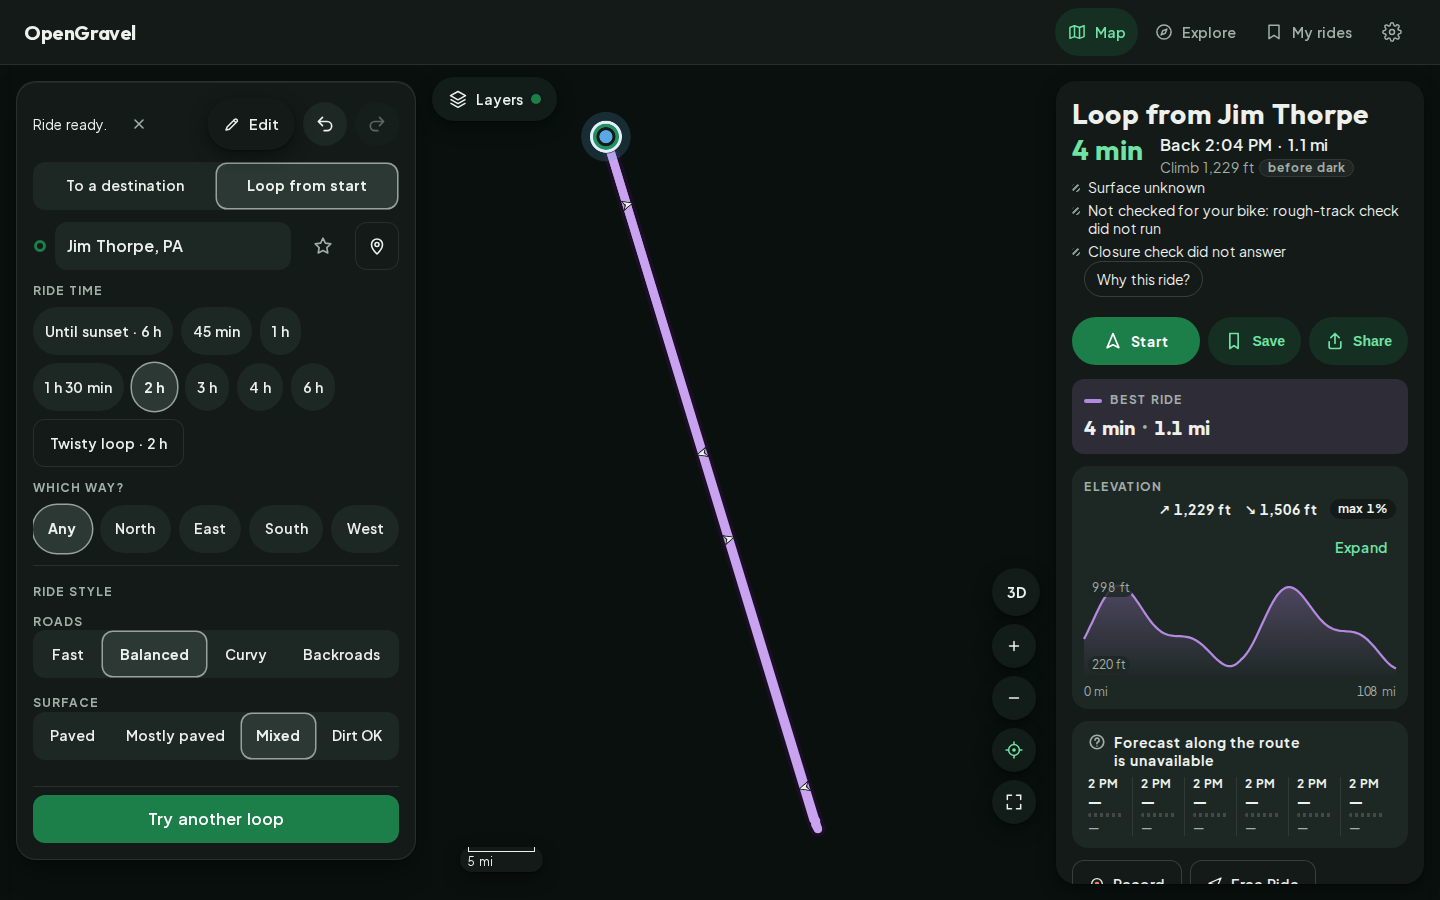 OpenGravel
Map
Explore
My rides
Ride ready.
Edit
To a destination
Loop from start
Jim Thorpe, PA
RIDE TIME
Until sunset · 6 h
45 min
1 h
1 h 30 min
2 h
3 h
4 h
6 h
Twisty loop · 2 h
WHICH WAY?
Any
North
East
South
West
RIDE STYLE
ROADS
Fast
Balanced
Curvy
Backroads
SURFACE
Paved
Mostly paved
Mixed
Dirt OK
Try another loop
Layers
5 mi
3D
Loop from Jim Thorpe
4 min
Back 2:04 PM · 1.1 mi
Climb 1,229 ft
before dark
Surface unknown
Not checked for your bike: rough-track check
did not run
Closure check did not answer
Why this ride?
Start
Save
Share
BEST RIDE
4 min · 1.1 mi
ELEVATION
↗ 1,229 ft
↘ 1,506 ft
max 1%
Expand
998 ft
220 ft
0 mi
108 mi
Forecast along the route
is unavailable
2 PM
2 PM
2 PM
2 PM
2 PM
2 PM
Record
Free Ride